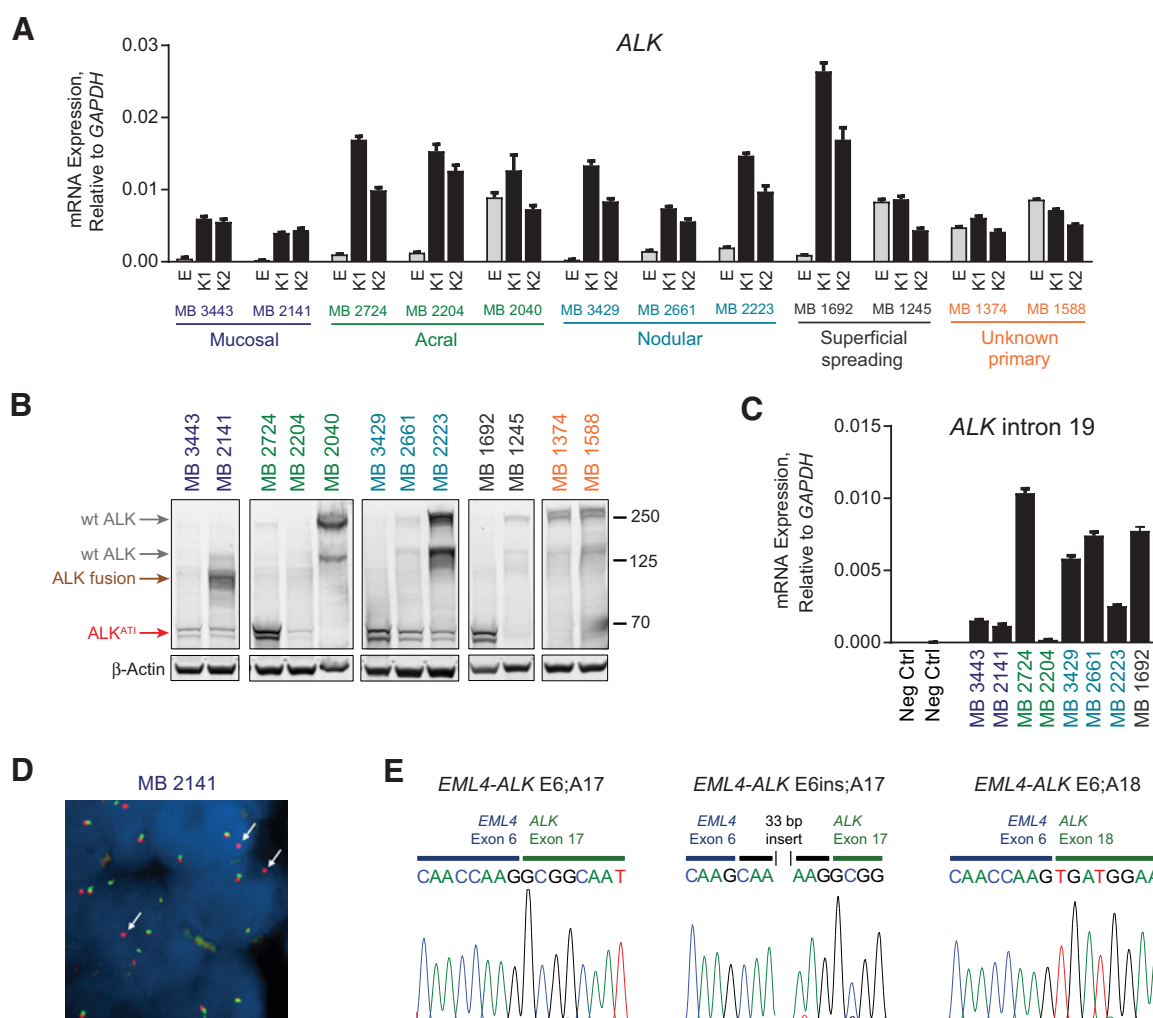 A
ALK
mRNA Expression,
Relative to GAPDH
0.03
0.02
0.01
0.00
E K1 K2 E K1 K2 E K1 K2 E K1 K2 E K1 K2 E K1 K2 E K1 K2 E K1 K2 E K1 K2 E K1 K2 E K1 K2 E K1 K2
MB 3443 MB 2141 MB 2724 MB 2204 MB 2040 MB 3429 MB 2661 MB 2223 MB 1692 MB 1245 MB 1374 MB 1588
Mucosal Acral Nodular Superficial spreading Unknown primary
B
MB 3443 MB 2141 MB 2724 MB 2204 MB 2040 MB 3429 MB 2661 MB 2223 MB 1692 MB 1245 MB 1374 MB 1588
wt ALK
wt ALK
ALK fusion
ALKATI
β-Actin
250
125
70
C
ALK intron 19
mRNA Expression,
Relative to GAPDH
0.015
0.010
0.005
0.000
Neg Ctrl Neg Ctrl MB 3443 MB 2141 MB 2724 MB 2204 MB 3429 MB 2661 MB 2223 MB 1692
D
MB 2141
E
EML4-ALK E6;A17
EML4 ALK
Exon 6 Exon 17
CAACCAAGGCGGCAAT
EML4-ALK E6ins;A17
EML4 33 bp ALK
Exon 6 insert Exon 17
CAAGCAA AAGGCGG
EML4-ALK E6;A18
EML4 ALK
Exon 6 Exon 18
CAACCAAGTGATGGAA